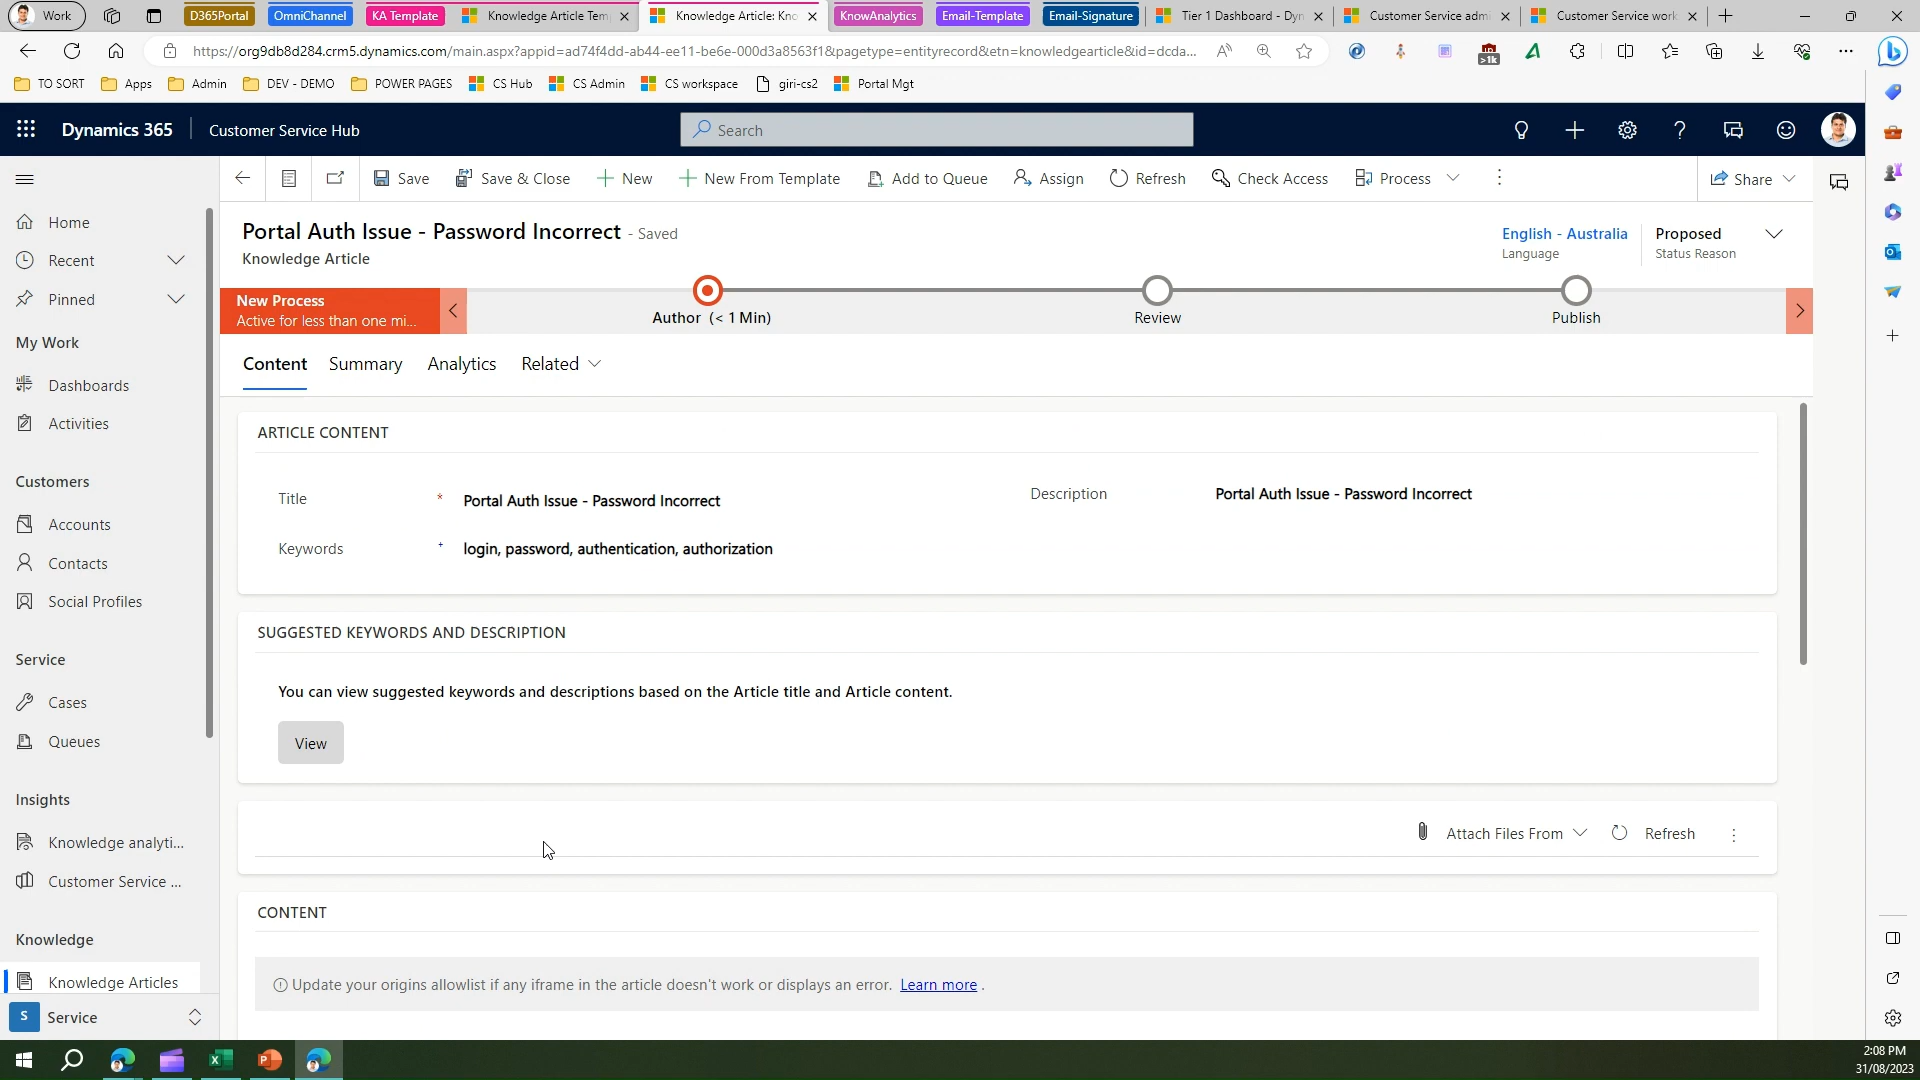 Work
D365Portal
OmniChannel
KA Template
Knowledge Article Tem
Knowledge Article: Kno
KnowAnalytics
Email-Template
Email-Signature
Tier 1 Dashboard - Dyn
Customer Service admi
Customer Service work
https://org9db8d284.crm5.dynamics.com/main.aspx?appid=ad74f4dd-ab44-ee11-be6e-000d3a8563f1&pagetype=entityrecord&etn=knowledgearticle&id=dcda...
>1k
TO SORT
Apps
Admin
DEV - DEMO
POWER PAGES
CS Hub
CS Admin
CS workspace
giri-cs2
Portal Mgt
Dynamics 365
Customer Service Hub
Search
Save
Save & Close
New
New From Template
Add to Queue
Assign
Refresh
Check Access
Process
Share
Home
Recent
Pinned
My Work
Dashboards
Activities
Customers
Accounts
Contacts
Social Profiles
Service
Cases
Queues
Insights
Knowledge analyti...
Customer Service ...
Knowledge
Knowledge Articles
S Service
Portal Auth Issue - Password Incorrect - Saved
Knowledge Article
English - Australia
Language
Proposed
Status Reason
New Process
Active for less than one mi...
Author (< 1 Min)
Review
Publish
Content
Summary
Analytics
Related
ARTICLE CONTENT
Title * Portal Auth Issue - Password Incorrect
Description Portal Auth Issue - Password Incorrect
Keywords + login, password, authentication, authorization
SUGGESTED KEYWORDS AND DESCRIPTION
You can view suggested keywords and descriptions based on the Article title and Article content.
View
Attach Files From
Refresh
CONTENT
Update your origins allowlist if any iframe in the article doesn't work or displays an error. Learn more .
2:08 PM
31/08/2023